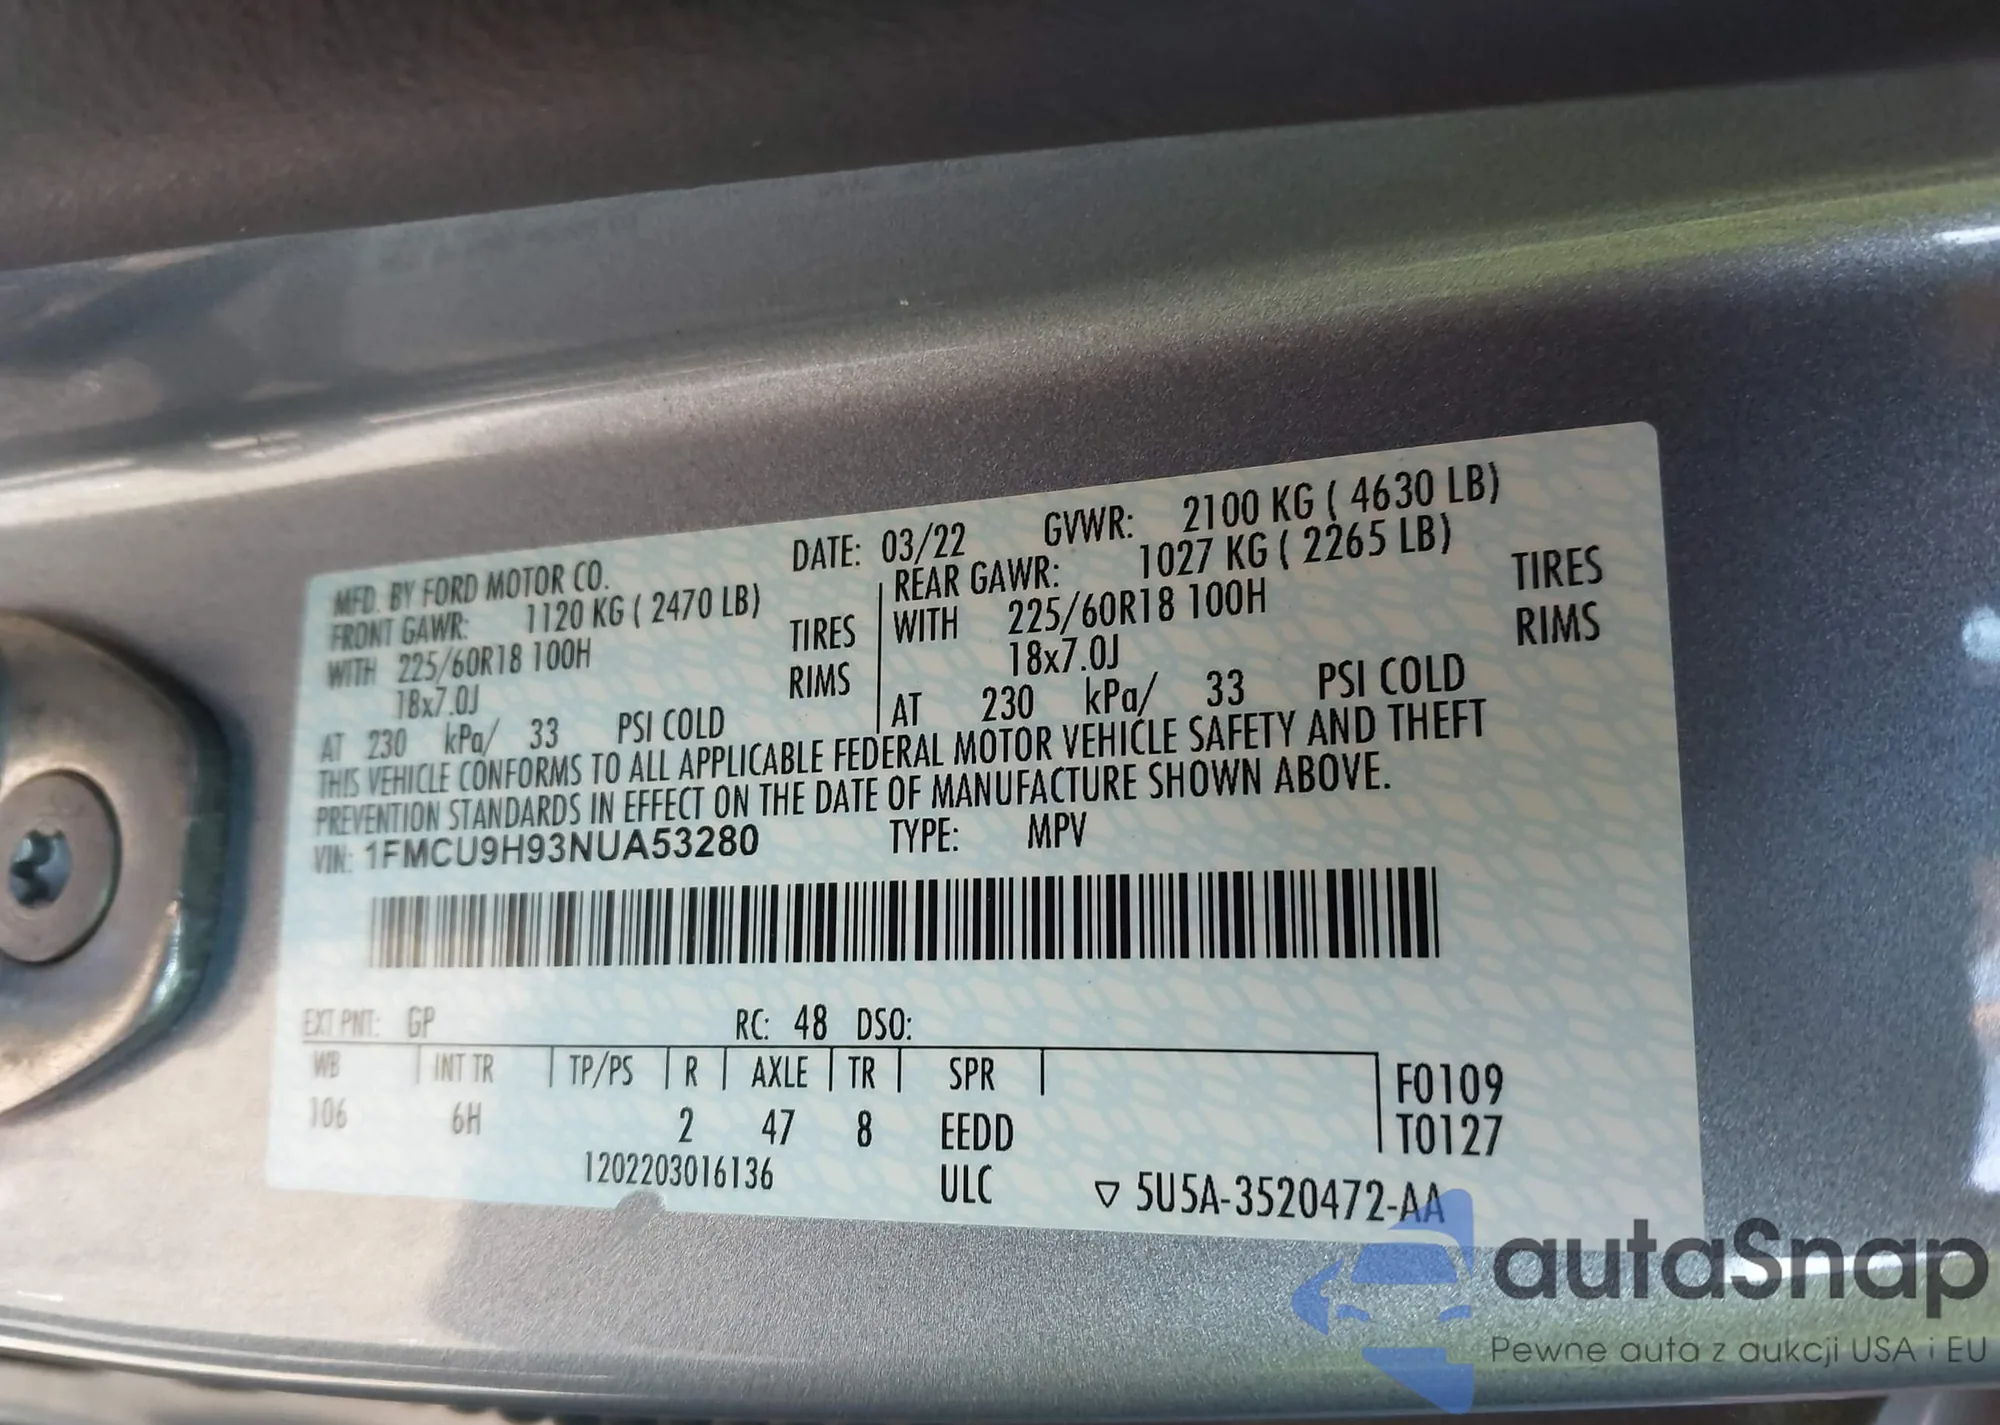 MFD. BY FORD MOTOR CO. DATE: 03/22 GVWR: 2100 KG ( 4630 LB)
FRONT GAWR: 1120 KG ( 2470 LB) REAR GAWR: 1027 KG ( 2265 LB)
WITH 225/60R18 100H TIRES WITH 225/60R18 100H TIRES
18x7.0J RIMS 18x7.0J RIMS
AT 230 kPa/ 33 PSI COLD AT 230 kPa/ 33 PSI COLD
THIS VEHICLE CONFORMS TO ALL APPLICABLE FEDERAL MOTOR VEHICLE SAFETY AND THEFT
PREVENTION STANDARDS IN EFFECT ON THE DATE OF MANUFACTURE SHOWN ABOVE.
VIN: 1FMCU9H93NUA53280 TYPE: MPV
EXT PNT: GP RC: 48 DSO:
WB INT TR TP/PS R AXLE TR SPR F0109
106 6H 2 47 8 EEDD T0127
1202203016136 ULC ▽ 5U5A-3520472-AA
autaSnap
Pewne auta z aukcji USA i EU